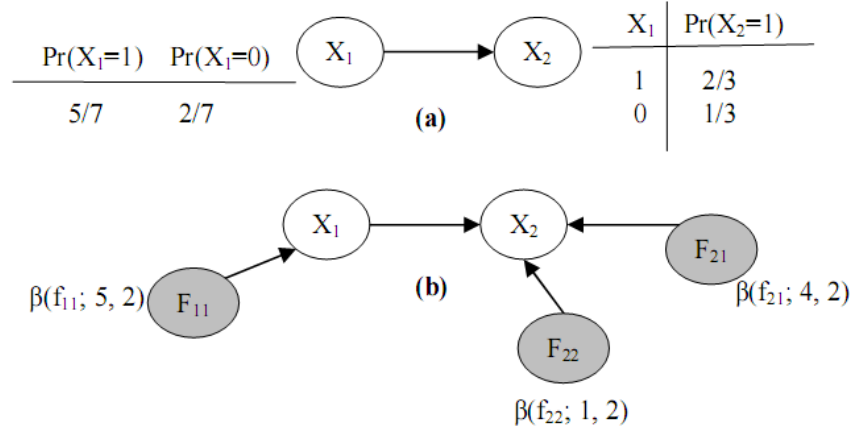 Pr(X₁=1) Pr(X₁=0)
5/7 2/7
X₁ X₂
X₁ Pr(X₂=1)
1 2/3
0 1/3
(a)
X₁ X₂
F₁₁
β(f₁₁; 5, 2)
F₂₁
β(f₂₁; 4, 2)
(b)
F₂₂
β(f₂₂; 1, 2)